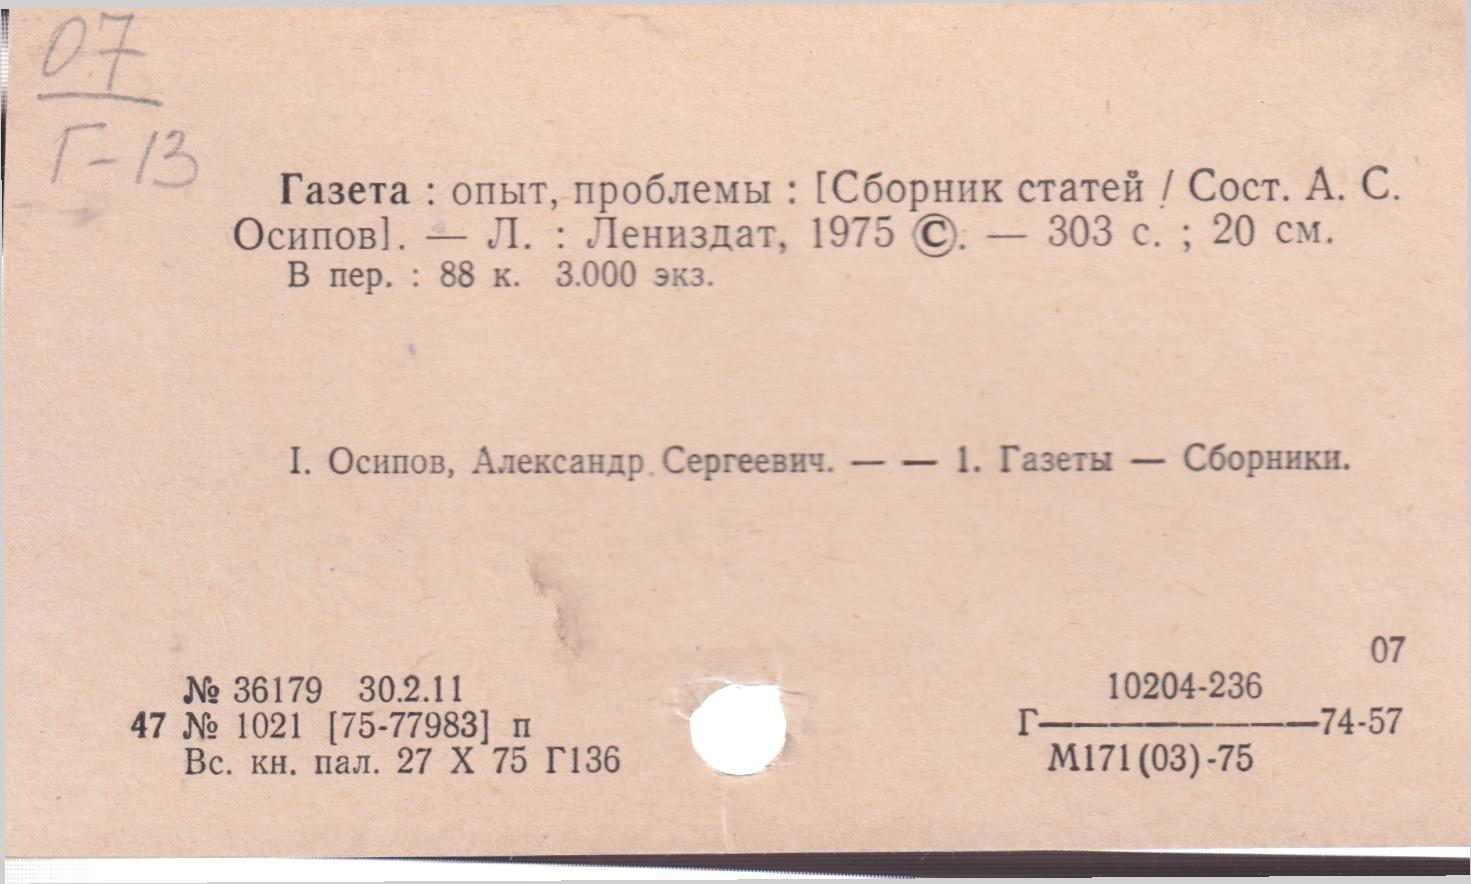 07
Г-13
Газета : опыт, проблемы : [Сборник статей / Сост. А. С.
Осипов]. — Л. : Лениздат, 1975 ©. — 303 с. ; 20 см.
В пер. : 88 к. 3.000 экз.
I. Осипов, Александр Сергеевич. — — 1. Газеты — Сборники.
07
№ 36179 30.2.11
10204-236
47 № 1021 [75-77983] п
Г—————————74-57
Вс. кн. пал. 27 X 75 Г136
М171(03)-75